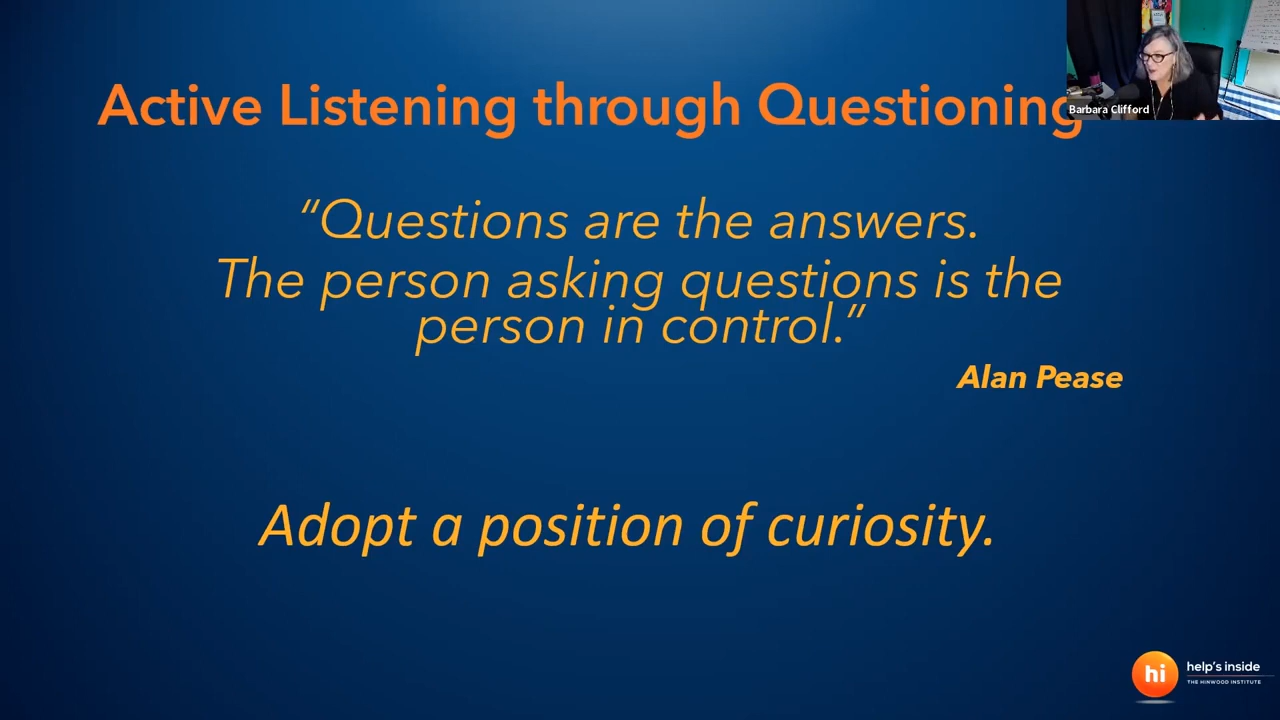 Active Listening through Questioning
Barbara Clifford
“Questions are the answers.
The person asking questions is the
person in control.”
Alan Pease
Adopt a position of curiosity.
hi
help’s inside
THE HINWOOD INSTITUTE